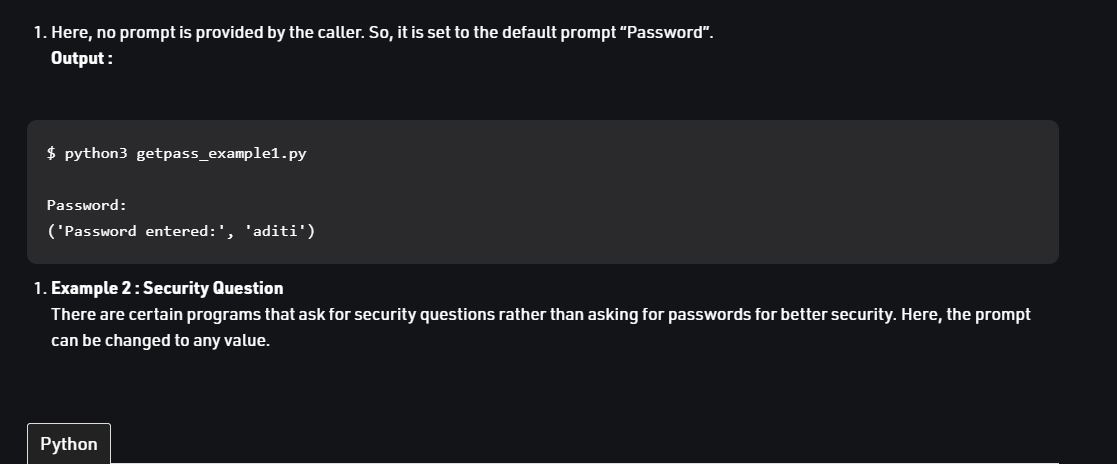 1. Here, no prompt is provided by the caller. So, it is set to the default prompt “Password”.
Output :
$ python3 getpass_example1.py
Password:
('Password entered:', 'aditi')
1. Example 2 : Security Question
There are certain programs that ask for security questions rather than asking for passwords for better security. Here, the prompt
can be changed to any value.
Python